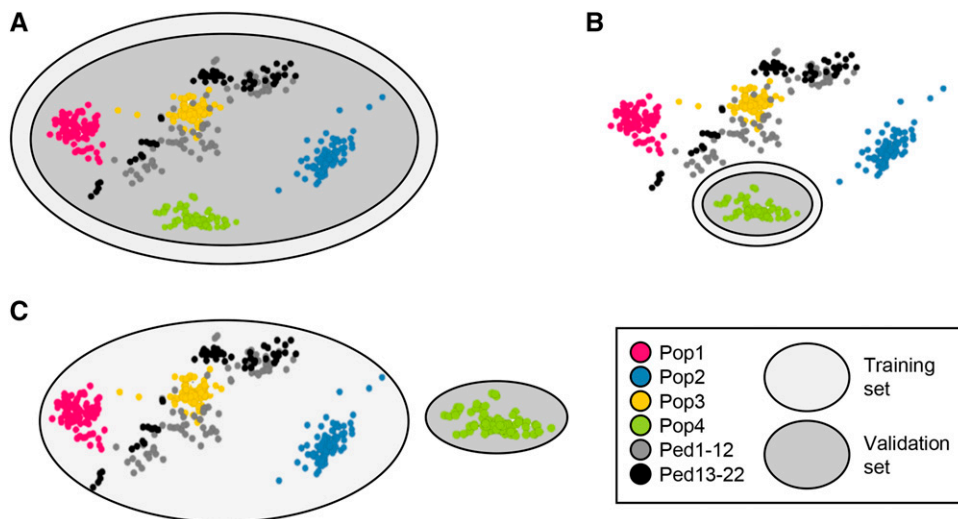 A
B
C
Pop1
Pop2
Pop3
Pop4
Ped1-12
Ped13-22
Training
set
Validation
set